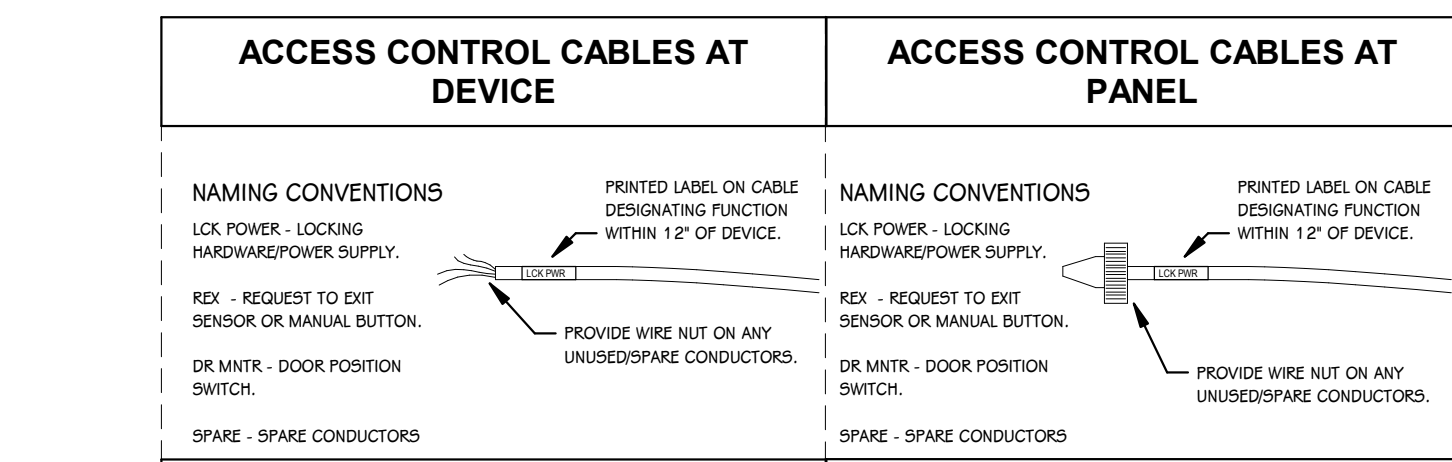 ACCESS CONTROL CABLES AT
DEVICE
ACCESS CONTROL CABLES AT
PANEL
NAMING CONVENTIONS
LCK POWER - LOCKING
HARDWARE/POWER SUPPLY.
REX - REQUEST TO EXIT
SENSOR OR MANUAL BUTTON.
DR MNTR - DOOR POSITION
SWITCH.
SPARE - SPARE CONDUCTORS
PRINTED LABEL ON CABLE
DESIGNATING FUNCTION
WITHIN 12" OF DEVICE.
LCK PWR
PROVIDE WIRE NUT ON ANY
UNUSED/SPARE CONDUCTORS.
NAMING CONVENTIONS
LCK POWER - LOCKING
HARDWARE/POWER SUPPLY.
REX - REQUEST TO EXIT
SENSOR OR MANUAL BUTTON.
DR MNTR - DOOR POSITION
SWITCH.
SPARE - SPARE CONDUCTORS
PRINTED LABEL ON CABLE
DESIGNATING FUNCTION
WITHIN 12" OF DEVICE.
LCK PWR
PROVIDE WIRE NUT ON ANY
UNUSED/SPARE CONDUCTORS.